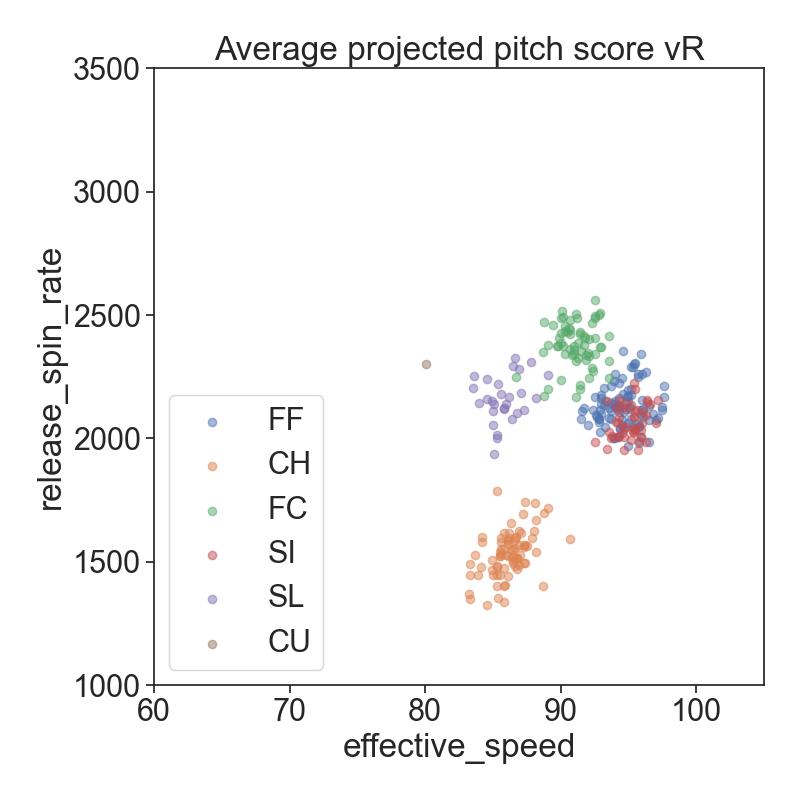 Average projected pitch score vR
3500
3000
2500
2000
1500
1000
release_spin_rate
FF
CH
FC
SI
SL
CU
60
70
80
90
100
effective_speed